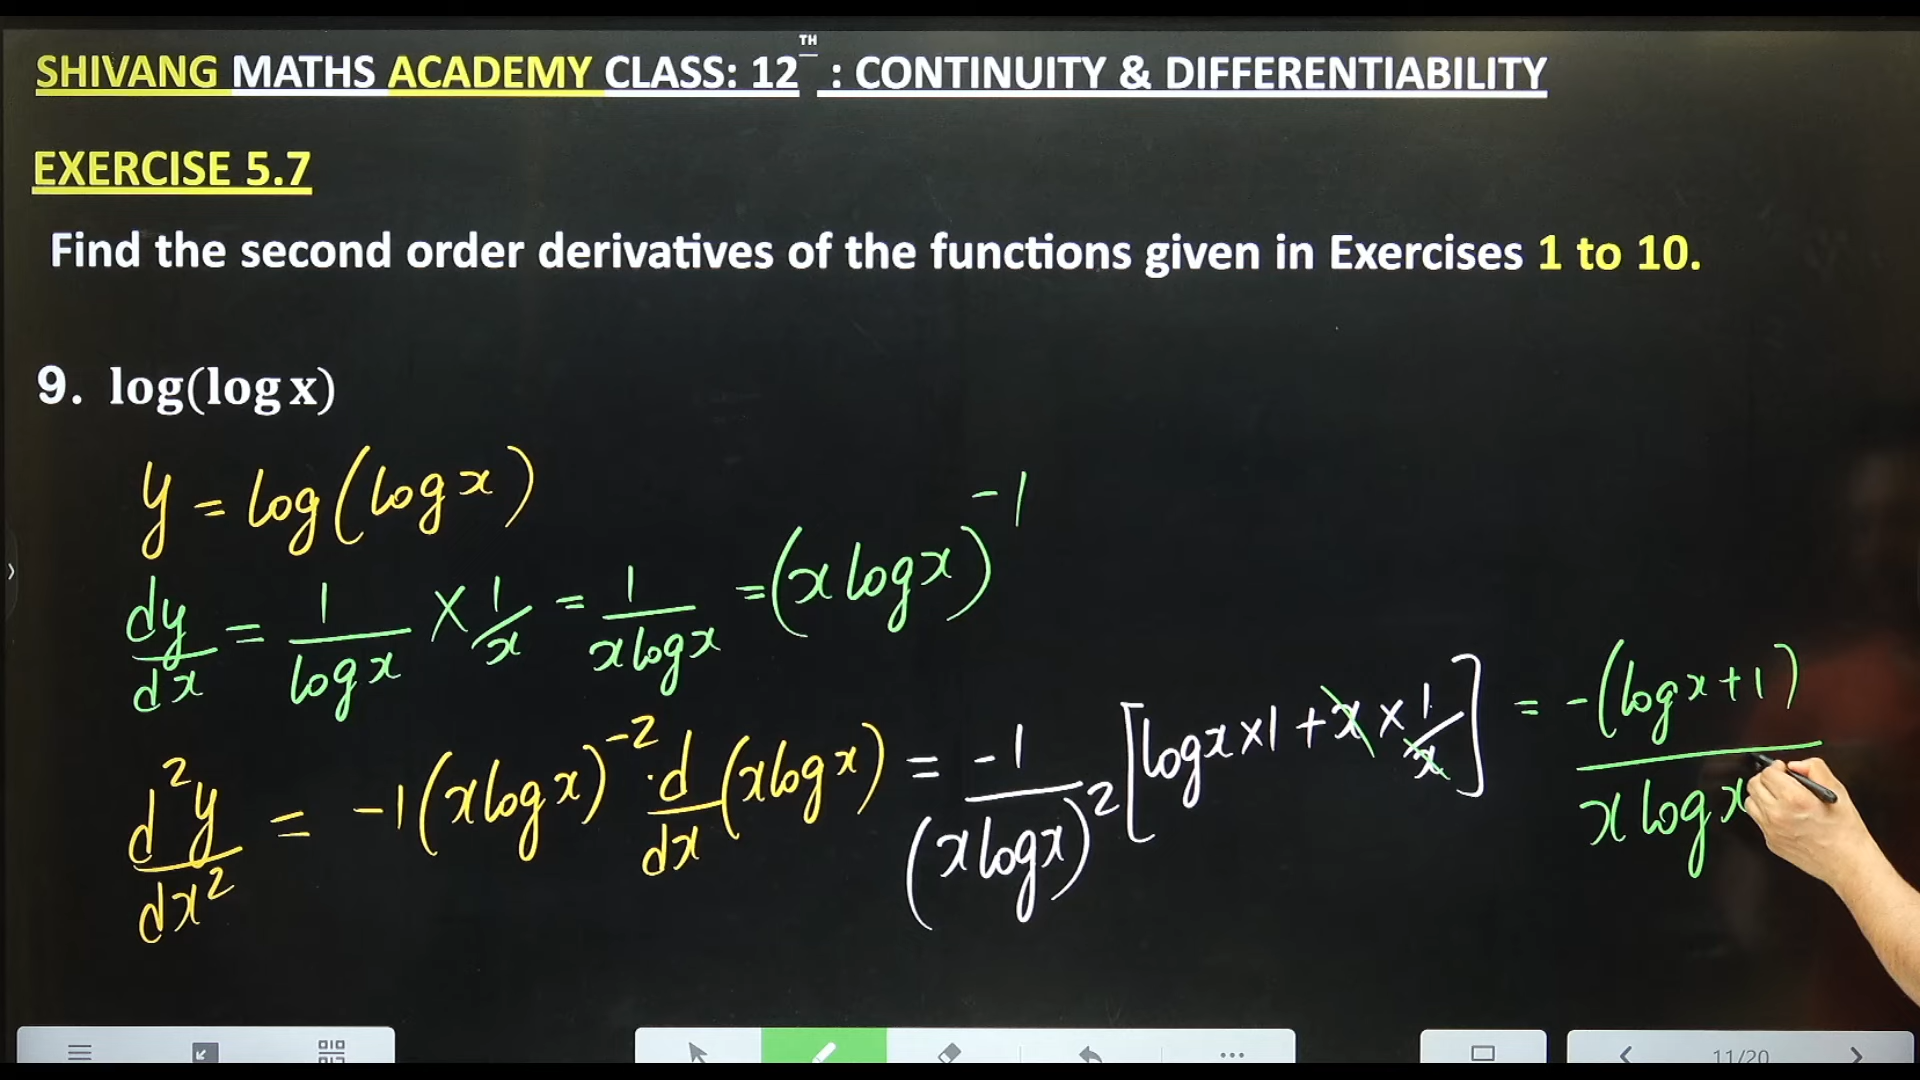 SHIVANG MATHS ACADEMY CLASS: 12TH : CONTINUITY & DIFFERENTIABILITY
EXERCISE 5.7
Find the second order derivatives of the functions given in Exercises 1 to 10.
9. log(log x)
y = log(log x)
dy/dx = 1/log x × 1/x = 1/x log x = (x log x)^-1
d²y/dx² = -1(x log x)^-2 · d/dx (x log x) = -1/(x log x)² [log x × 1 + x × 1/x] = -(log x + 1)/x log x
11/20